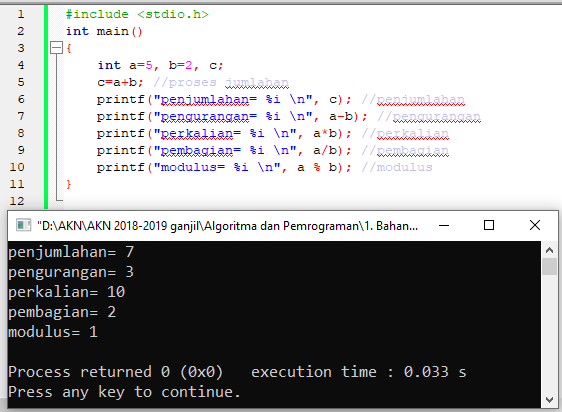 1 #include <stdio.h>
2 int main()
3 {
4 int a=5, b=2, c;
5 c=a+b; //proses jumlahan
6 printf("penjumlahan= %i \n", c); //penjumlahan
7 printf("pengurangan= %i \n", a-b); //pengurangan
8 printf("perkalian= %i \n", a*b); //perkalian
9 printf("pembagian= %i \n", a/b); //pembagian
10 printf("modulus= %i \n", a % b); //modulus
11 }
12
"D:\AKN\AKN 2018-2019 ganjil\Algoritma dan Pemrograman\1. Bahan...
penjumlahan= 7
pengurangan= 3
perkalian= 10
pembagian= 2
modulus= 1
Process returned 0 (0x0)   execution time : 0.033 s
Press any key to continue.